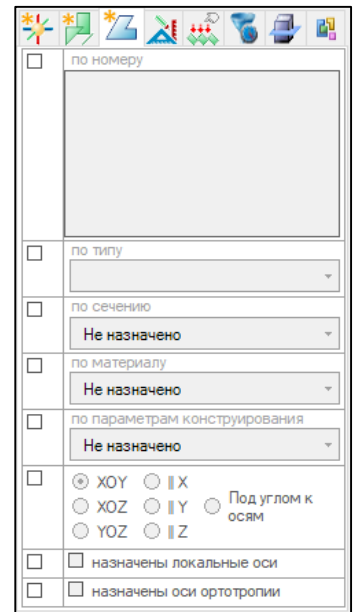 по номеру
по типу
по сечению
Не назначено
по материалу
Не назначено
по параметрам конструирования
Не назначено
XOY X
XOZ Y Под углом к осям
YOZ Z
назначены локальные оси
назначены оси ортотропии